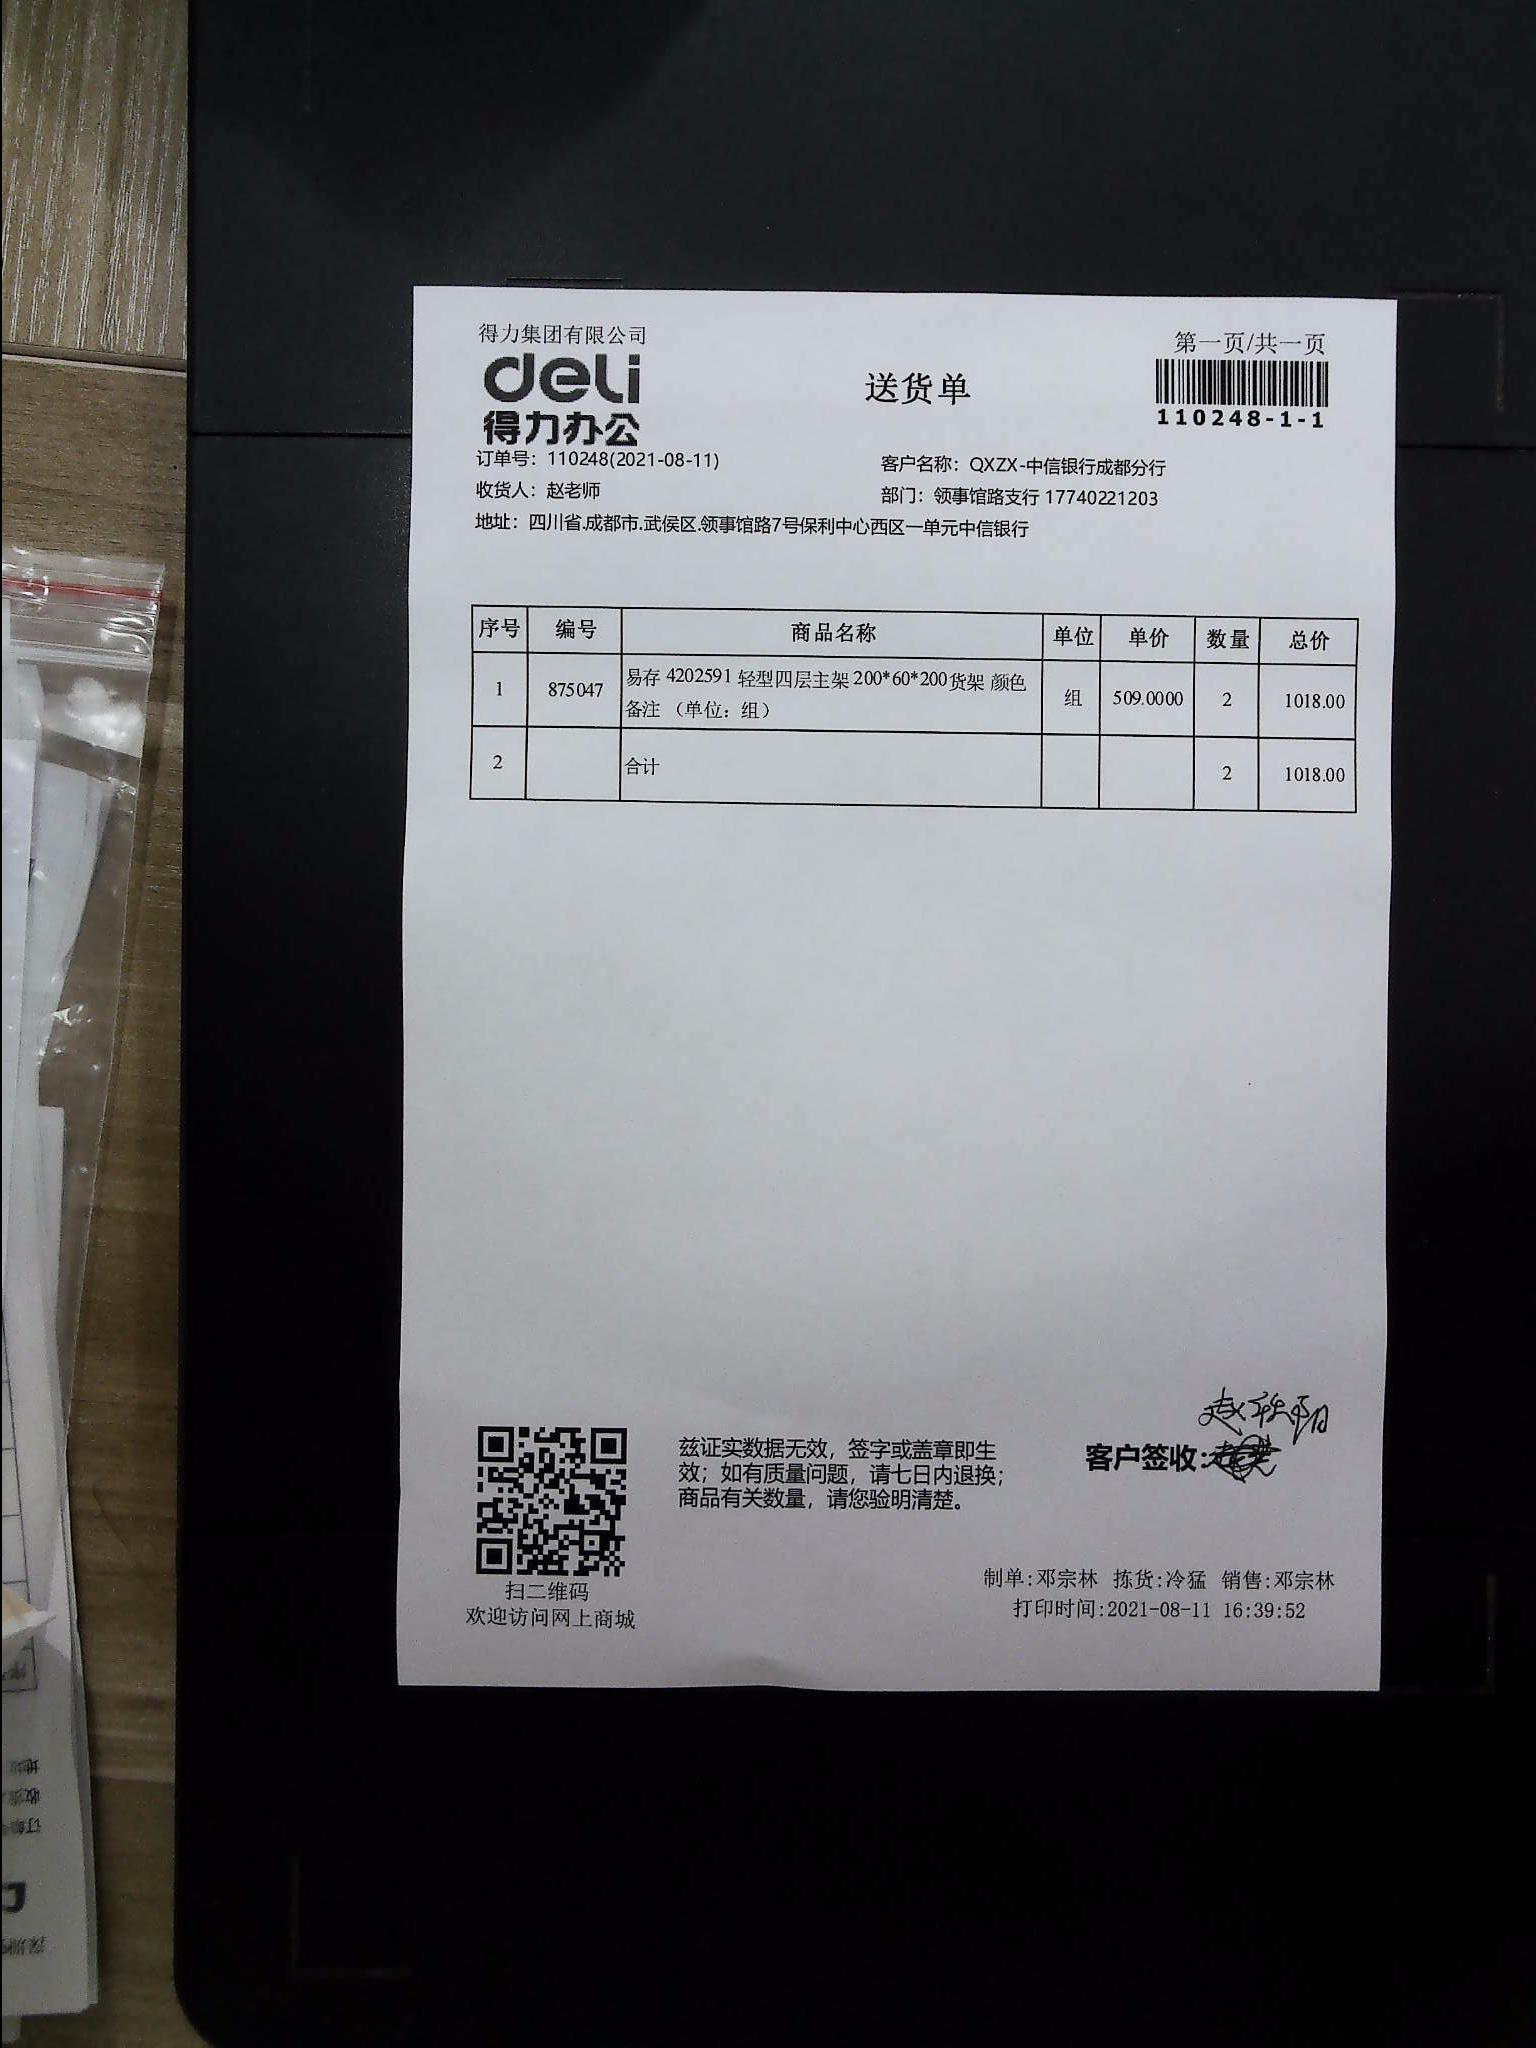 得力集团有限公司
第一页/共一页
deli
得力办公
送货单
110248-1-1
订单号：110248(2021-08-11)
客户名称：QXZX-中信银行成都分行
收货人：赵老师
部门：领事馆路支行 17740221203
地址：四川省.成都市.武侯区.领事馆路7号保利中心西区一单元中信银行
序号 编号 商品名称 单位 单价 数量 总价
1 875047 易存 4202591 轻型四层主架 200*60*200货架 颜色 组 509.0000 2 1018.00
备注 （单位：组）
2 合计 2 1018.00
兹证实数据无效，签字或盖章即生
效；如有质量问题，请七日内退换；
商品有关数量，请您验明清楚。
客户签收:
扫二维码
欢迎访问网上商城
制单:邓宗林 拣货:冷猛 销售:邓宗林
打印时间:2021-08-11 16:39:52